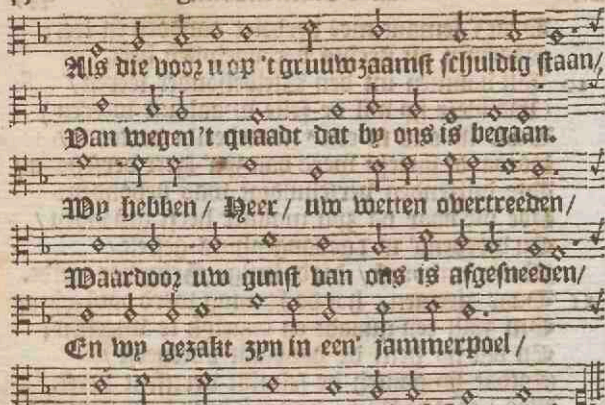 Als die voor u op 't gruuwzaamst schuldig staan/
Van wegen 't quaadt dat by ons is begaan.
Wy hebben/ Heer/ uw wetten overtreeden/
Waardoor uw gunst van ons is afgesneeden/
En wy gezakt zyn in een' jammerpoel/